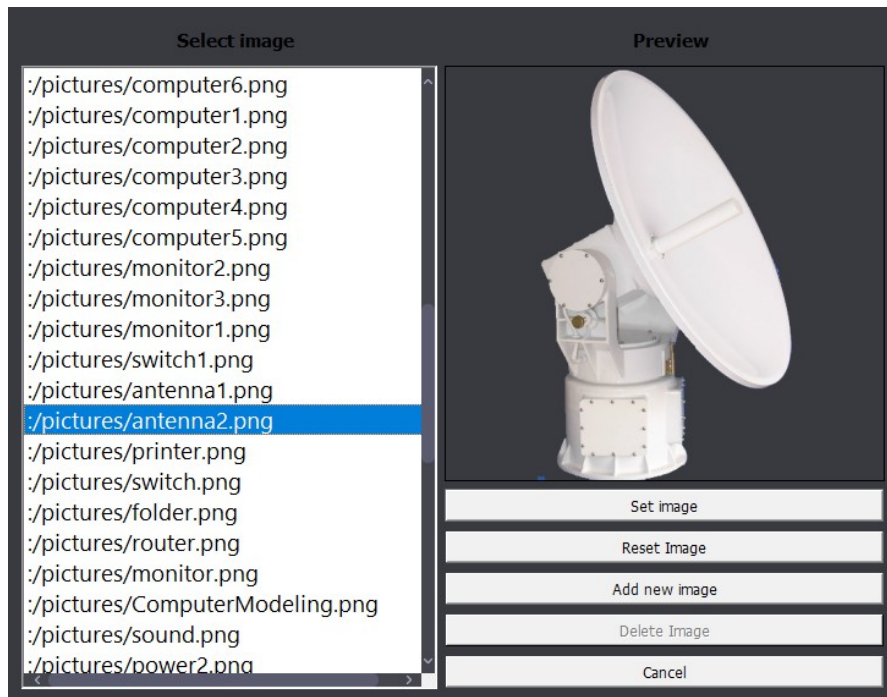 Select image
Preview
:/pictures/computer6.png
:/pictures/computer1.png
:/pictures/computer2.png
:/pictures/computer3.png
:/pictures/computer4.png
:/pictures/computer5.png
:/pictures/monitor2.png
:/pictures/monitor3.png
:/pictures/monitor1.png
:/pictures/switch1.png
:/pictures/antenna1.png
:/pictures/antenna2.png
:/pictures/printer.png
:/pictures/switch.png
:/pictures/folder.png
:/pictures/router.png
:/pictures/monitor.png
:/pictures/ComputerModeling.png
:/pictures/sound.png
:/pictures/power2.png
Set image
Reset Image
Add new image
Delete Image
Cancel